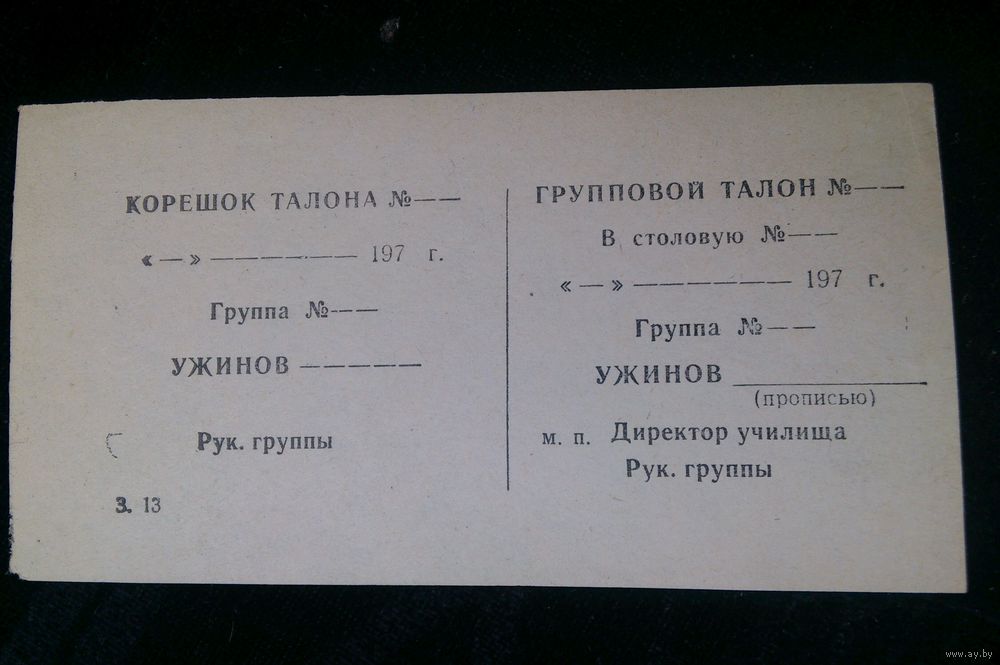 КОРЕШОК ТАЛОНА №——
«—» —————— 197 г.
Группа №——
УЖИНОВ —————
Рук. группы
З. 13
ГРУППОВОЙ ТАЛОН №——
В столовую №——
«—» —————— 197 г.
Группа №——
УЖИНОВ ____________
(прописью)
м. п. Директор училища
Рук. группы
www.ay.by